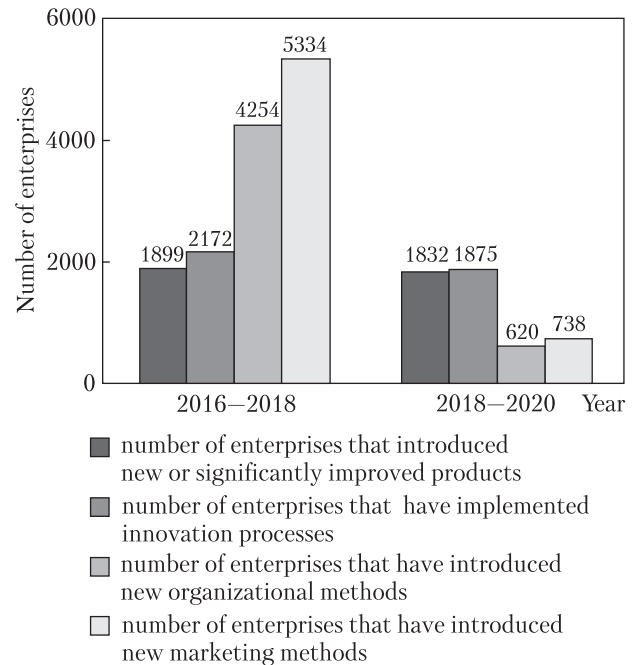 6000
5334
4254
4000
Number of enterprises
2172
1899
2000
1832 1875
620
738
0
2016–2018
2018–2020
Year
number of enterprises that introduced
new or significantly improved products
number of enterprises that have implemented
innovation processes
number of enterprises that have introduced
new organizational methods
number of enterprises that have introduced
new marketing methods